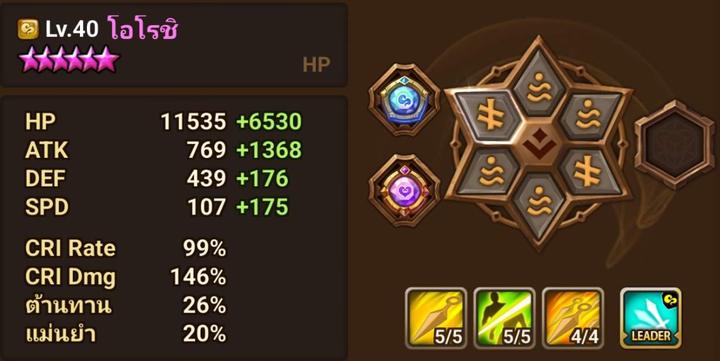 Lv.40 โอโรชิ
HP
HP 11535 +6530
ATK 769 +1368
DEF 439 +176
SPD 107 +175
CRI Rate 99%
CRI Dmg 146%
ต้านทาน 26%
แม่นยำ 20%
5/5 5/5 4/4 LEADER